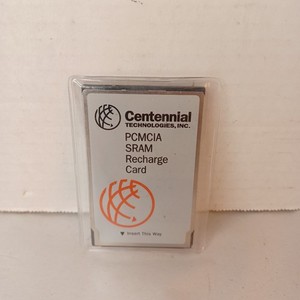 Centennial
TECHNOLOGIES, INC.
PCMCIA
SRAM
Recharge
Card
▼ Insert This Way